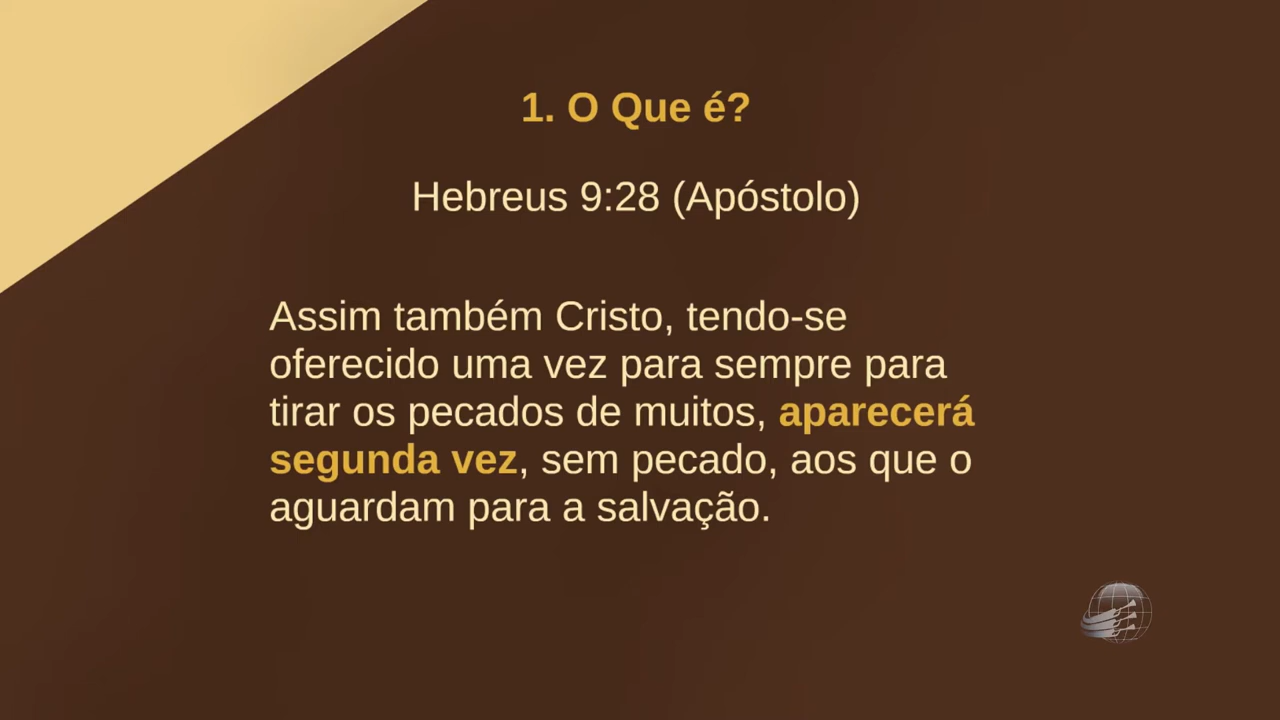 1. O Que é?
Hebreus 9:28 (Apóstolo)
Assim também Cristo, tendo-se
oferecido uma vez para sempre para
tirar os pecados de muitos, aparecerá
segunda vez, sem pecado, aos que o
aguardam para a salvação.